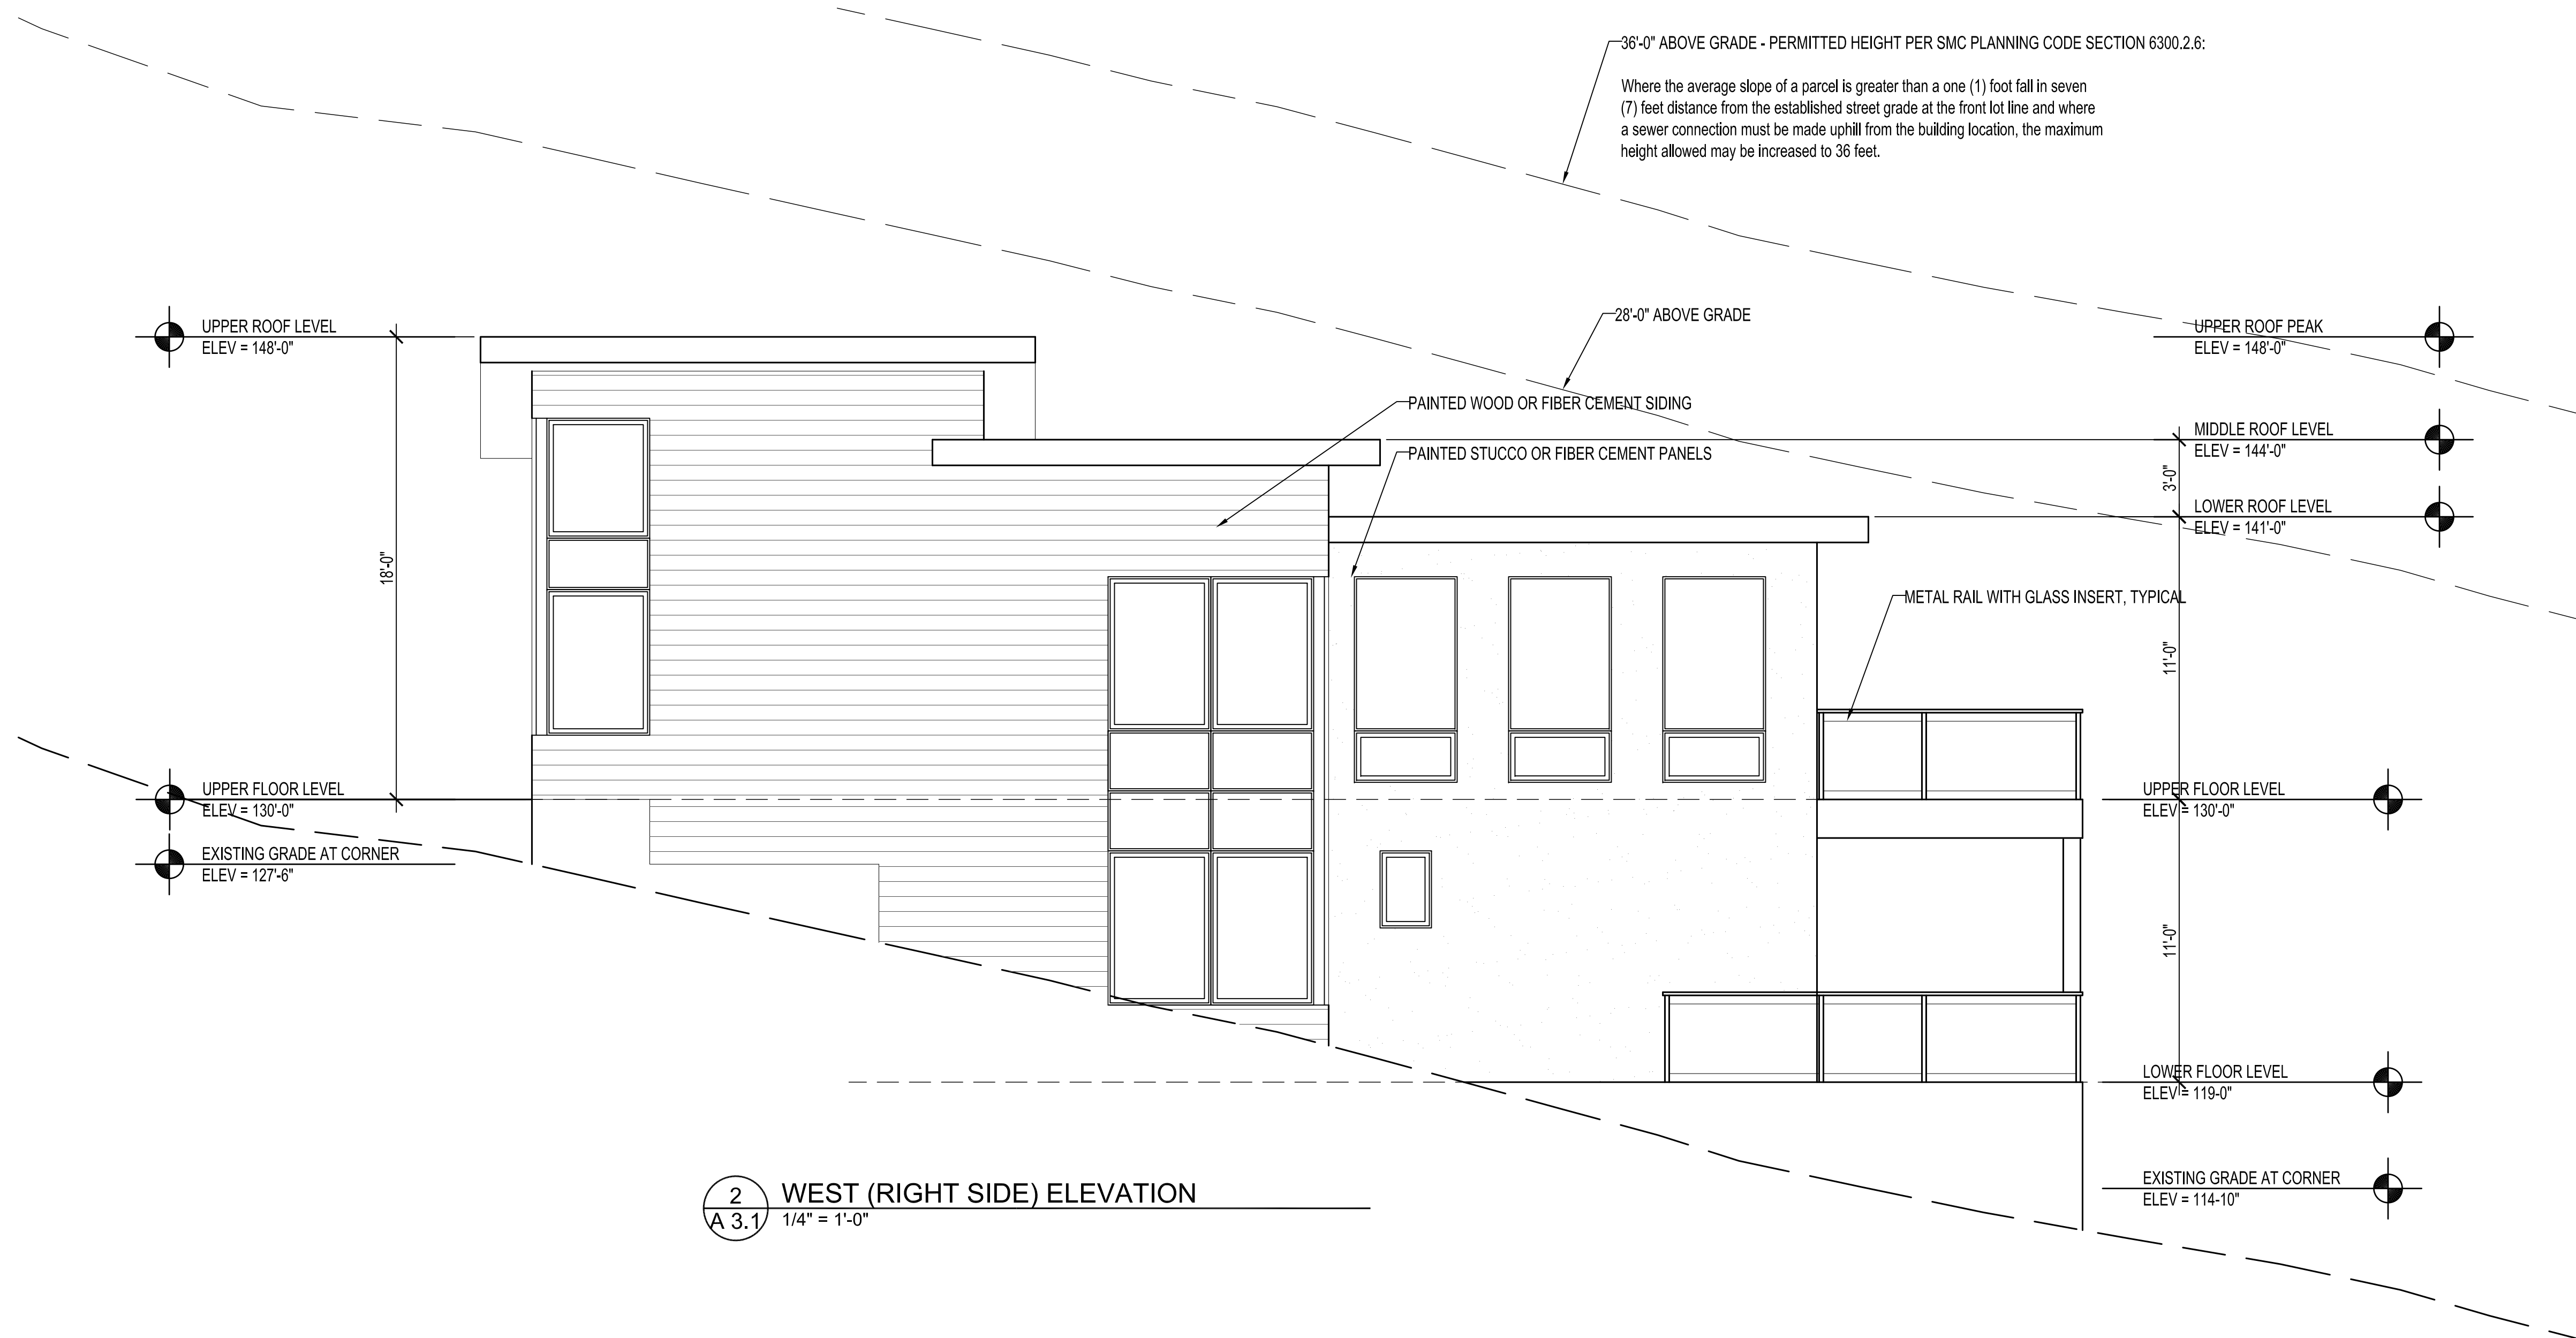 36'-0" ABOVE GRADE - PERMITTED HEIGHT PER SMC PLANNING CODE SECTION 6300.2.6:
Where the average slope of a parcel is greater than a one (1) foot fall in seven
(7) feet distance from the established street grade at the front lot line and where
a sewer connection must be made uphill from the building location, the maximum
height allowed may be increased to 36 feet.
28'-0" ABOVE GRADE
UPPER ROOF LEVEL
ELEV = 148'-0"
UPPER ROOF PEAK
ELEV = 148'-0"
PAINTED WOOD OR FIBER CEMENT SIDING
MIDDLE ROOF LEVEL
ELEV = 144'-0"
PAINTED STUCCO OR FIBER CEMENT PANELS
3'-0"
LOWER ROOF LEVEL
ELEV = 141'-0"
18'-0"
METAL RAIL WITH GLASS INSERT, TYPICAL
11'-0"
UPPER FLOOR LEVEL
ELEV = 130'-0"
UPPER FLOOR LEVEL
ELEV = 130'-0"
EXISTING GRADE AT CORNER
ELEV = 127'-6"
11'-0"
LOWER FLOOR LEVEL
ELEV = 119-0"
EXISTING GRADE AT CORNER
ELEV = 114-10"
2
A 3.1
WEST (RIGHT SIDE) ELEVATION
1/4" = 1'-0"